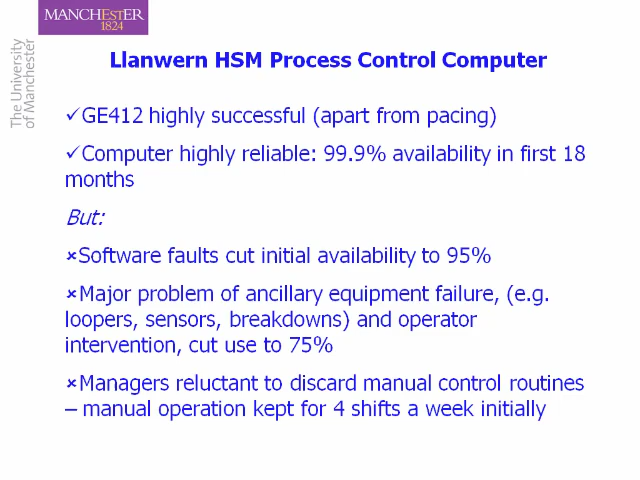 MANCHESTER
1824
The University
of Manchester
Llanwern HSM Process Control Computer
✓GE412 highly successful (apart from pacing)
✓Computer highly reliable: 99.9% availability in first 18
months
But:
×Software faults cut initial availability to 95%
×Major problem of ancillary equipment failure, (e.g.
loopers, sensors, breakdowns) and operator
intervention, cut use to 75%
×Managers reluctant to discard manual control routines
– manual operation kept for 4 shifts a week initially